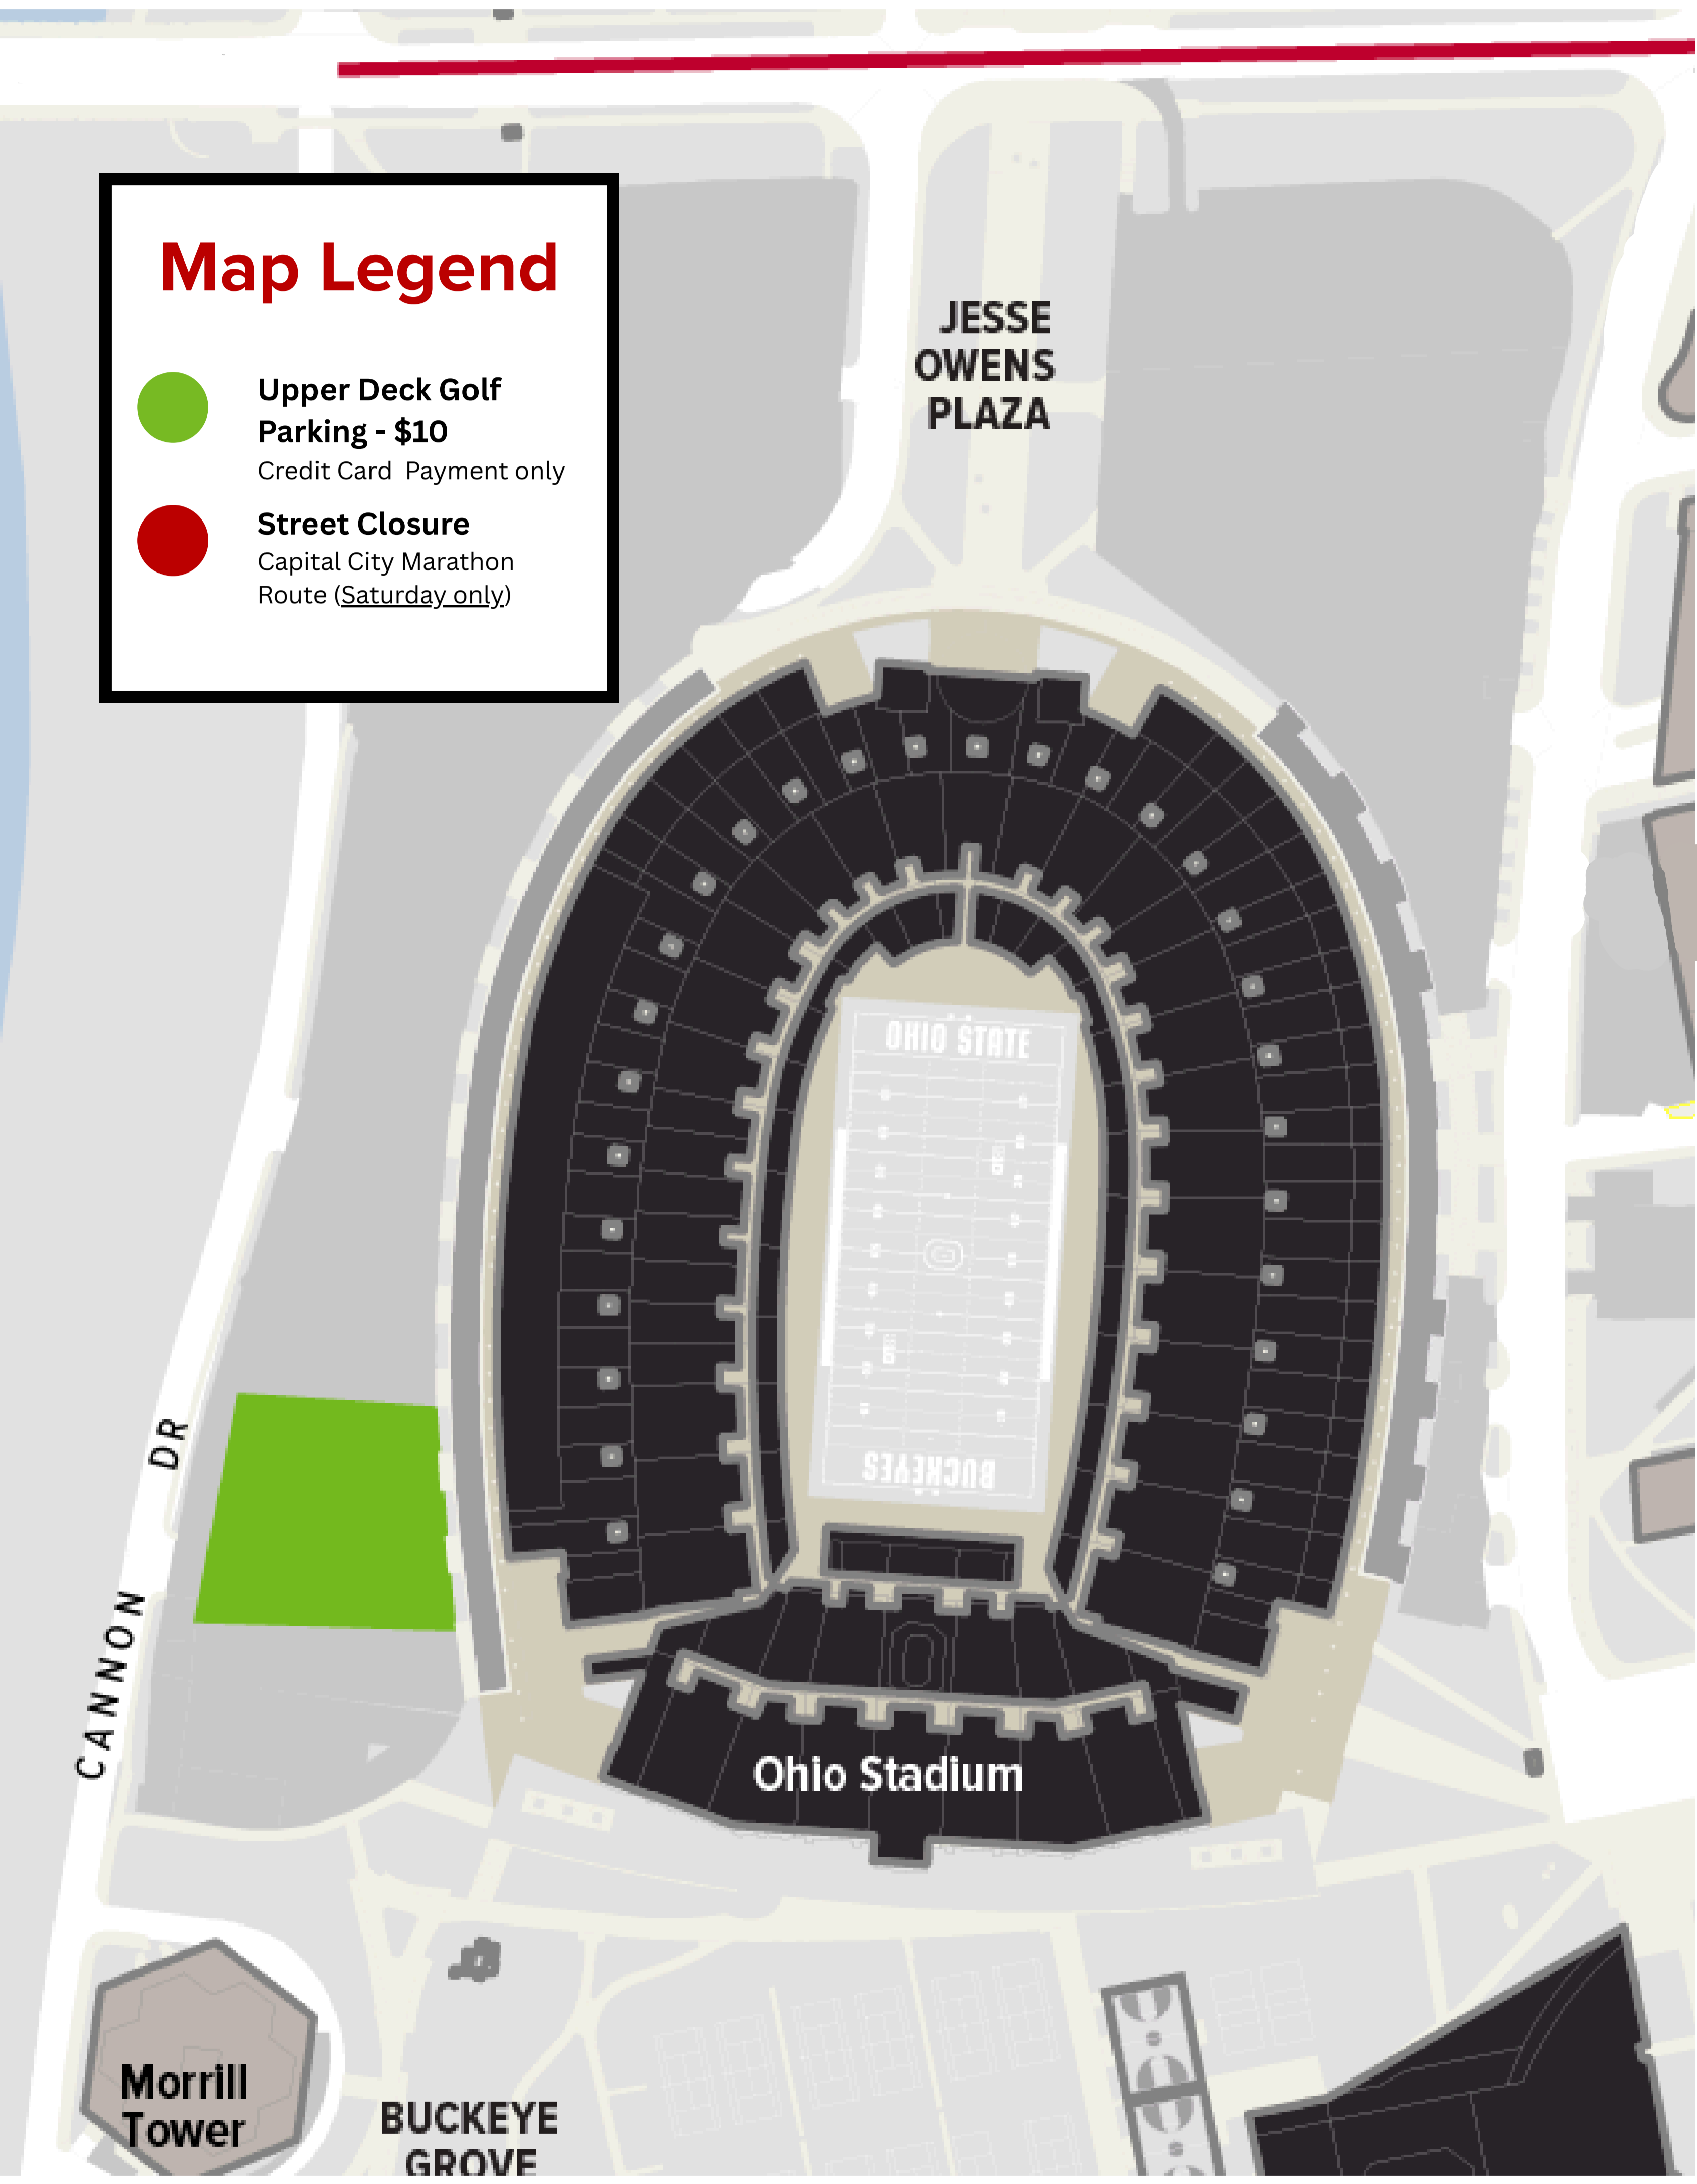 Map Legend
Upper Deck Golf
Parking - $10
Credit Card Payment only
Street Closure
Capital City Marathon
Route (Saturday only)
JESSE
OWENS
PLAZA
OHIO STATE
BUCKEYES
CANNON DR
Ohio Stadium
Morrill
Tower
BUCKEYE
GROVE